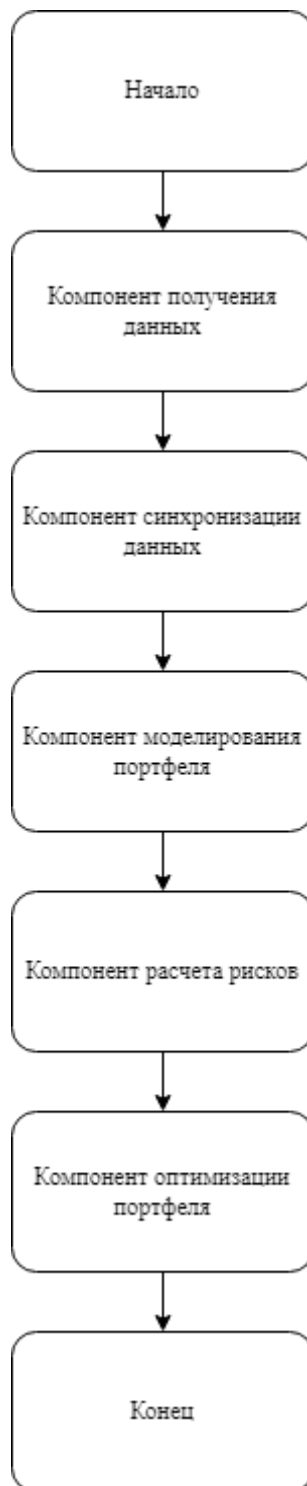 Начало
Компонент получения
данных
Компонент синхронизации
данных
Компонент моделирования
портфеля
Компонент расчета рисков
Компонент оптимизации
портфеля
Конец